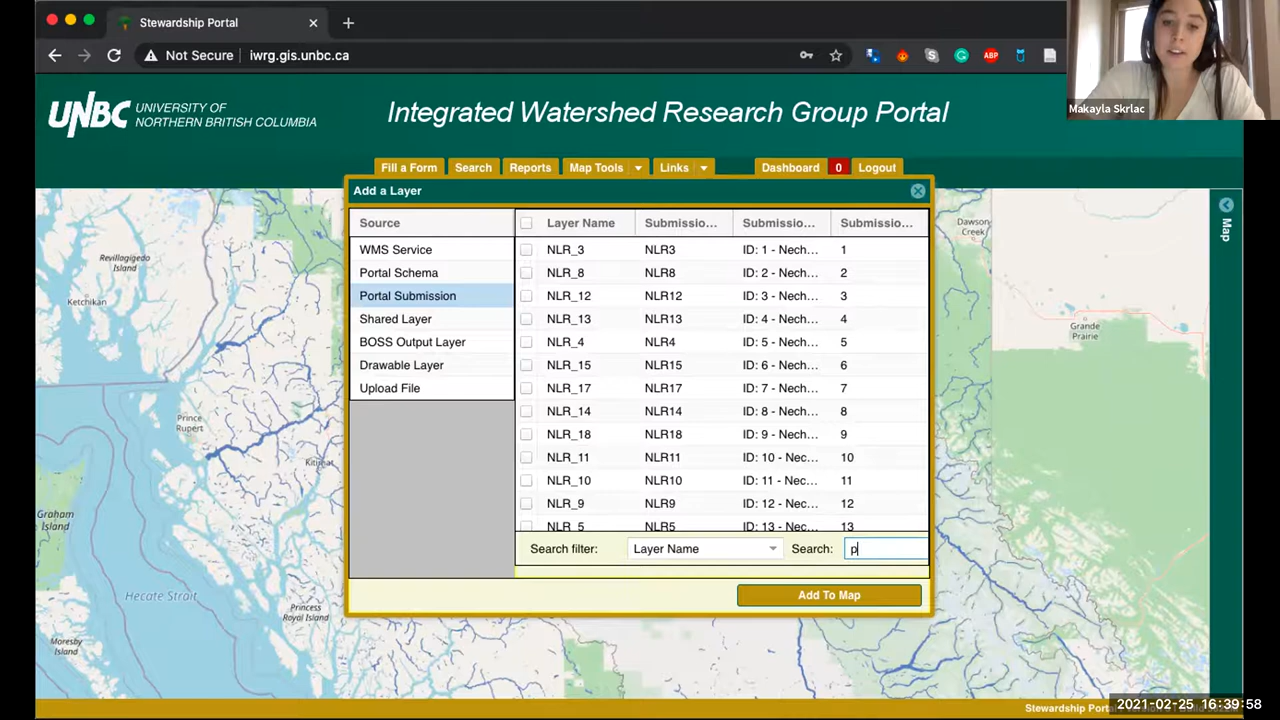 Stewardship Portal
Not Secure iwrg.gis.unbc.ca
ABP
Makayla Skrlac
UNBC UNIVERSITY OF NORTHERN BRITISH COLUMBIA
Integrated Watershed Research Group Portal
Fill a Form Search Reports Map Tools Links Dashboard 0 Logout
Add a Layer
Source Layer Name Submissio... Submissio... Submissio...
WMS Service NLR_3 NLR3 ID: 1 - Nech... 1
Portal Schema NLR_8 NLR8 ID: 2 - Nech... 2
Portal Submission NLR_12 NLR12 ID: 3 - Nech... 3
Shared Layer NLR_13 NLR13 ID: 4 - Nech... 4
BOSS Output Layer NLR_4 NLR4 ID: 5 - Nech... 5
Drawable Layer NLR_15 NLR15 ID: 6 - Nech... 6
Upload File NLR_17 NLR17 ID: 7 - Nech... 7
NLR_14 NLR14 ID: 8 - Nech... 8
NLR_18 NLR18 ID: 9 - Nech... 9
NLR_11 NLR11 ID: 10 - Nec... 10
NLR_10 NLR10 ID: 11 - Nec... 11
NLR_9 NLR9 ID: 12 - Nec... 12
NLR_5 NLR5 ID: 13 - Nec... 13
Search filter: Layer Name Search: p
Add To Map
Map
Revillagigedo Island
Ketchikan
Prince Rupert
Kitimat
Graham Island
Hecate Strait
Princess Royal Island
Moresby Island
Dawson Creek
Grande Prairie
Stewardship Portal
2021-02-25 16:39:58